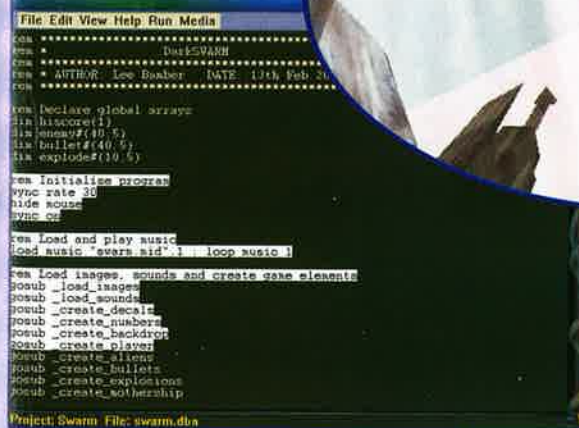 File Edit View Help Run Media
rem *
rem * DarkSWARM
rem *
rem * AUTHOR Lee Bamber DATE 13th Feb 20
rem *
rem Declare global arrays
dim hiscore(1)
dim enemy#(40,5)
dim bullet#(40,5)
dim explode#(10,5)
rem Initialise program
sync rate 30
hide mouse
sync on
rem Load and play music
load music "swarm.mid",1 : loop music 1
rem Load images, sounds and create game elements
gosub _load_images
gosub _load_sounds
gosub _create_decals
gosub _create_numbers
gosub _create_backdrop
gosub _create_player
gosub _create_aliens
gosub _create_bullets
gosub _create_explosions
gosub _create_mothership
Project: Swarm File: swarm.dba